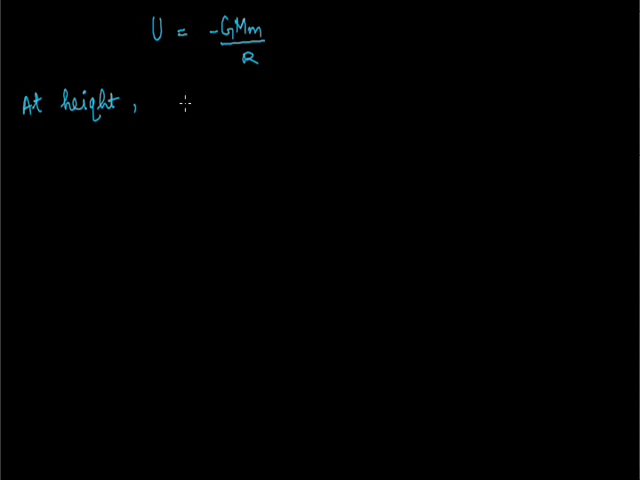 U = -GMm/R
At height,